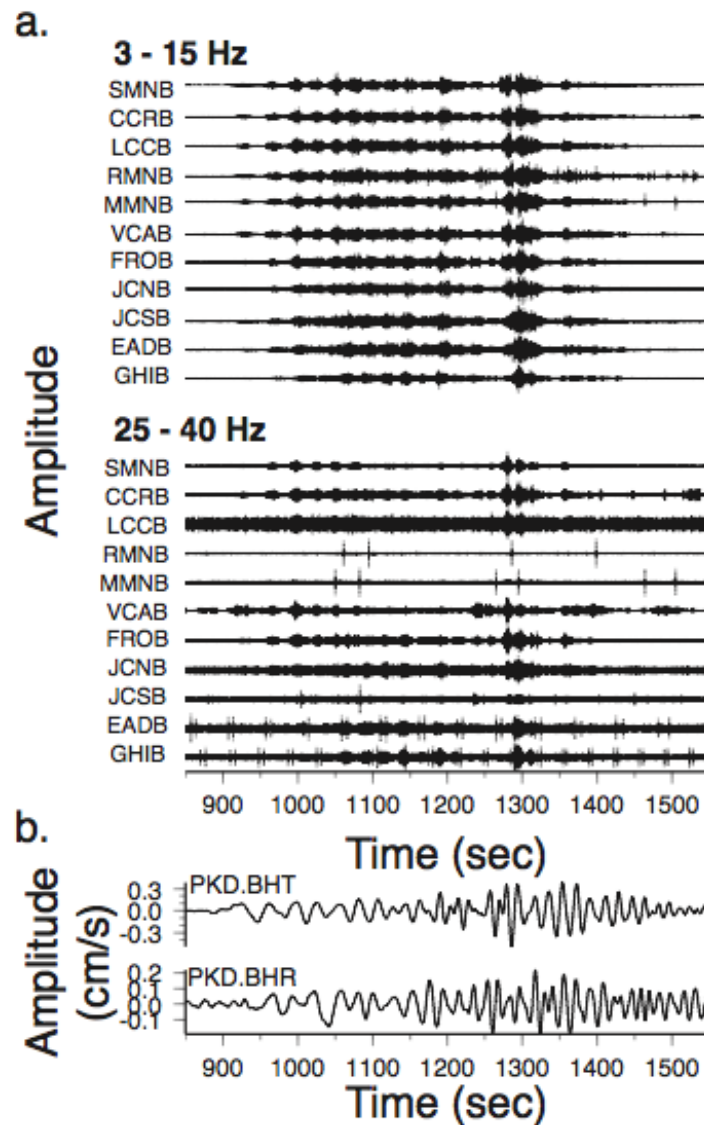 a.
3 - 15 Hz
SMNB
CCRB
LCCB
RMNB
MMNB
VCAB
FROB
JCNB
JCSB
EADB
GHIB
Amplitude
25 - 40 Hz
SMNB
CCRB
LCCB
RMNB
MMNB
VCAB
FROB
JCNB
JCSB
EADB
GHIB
900 1000 1100 1200 1300 1400 1500
Time (sec)
b.
Amplitude
(cm/s)
PKD.BHT
0.3
0.0
-0.3
PKD.BHR
0.2
0.1
0.0
-0.1
900 1000 1100 1200 1300 1400 1500
Time (sec)